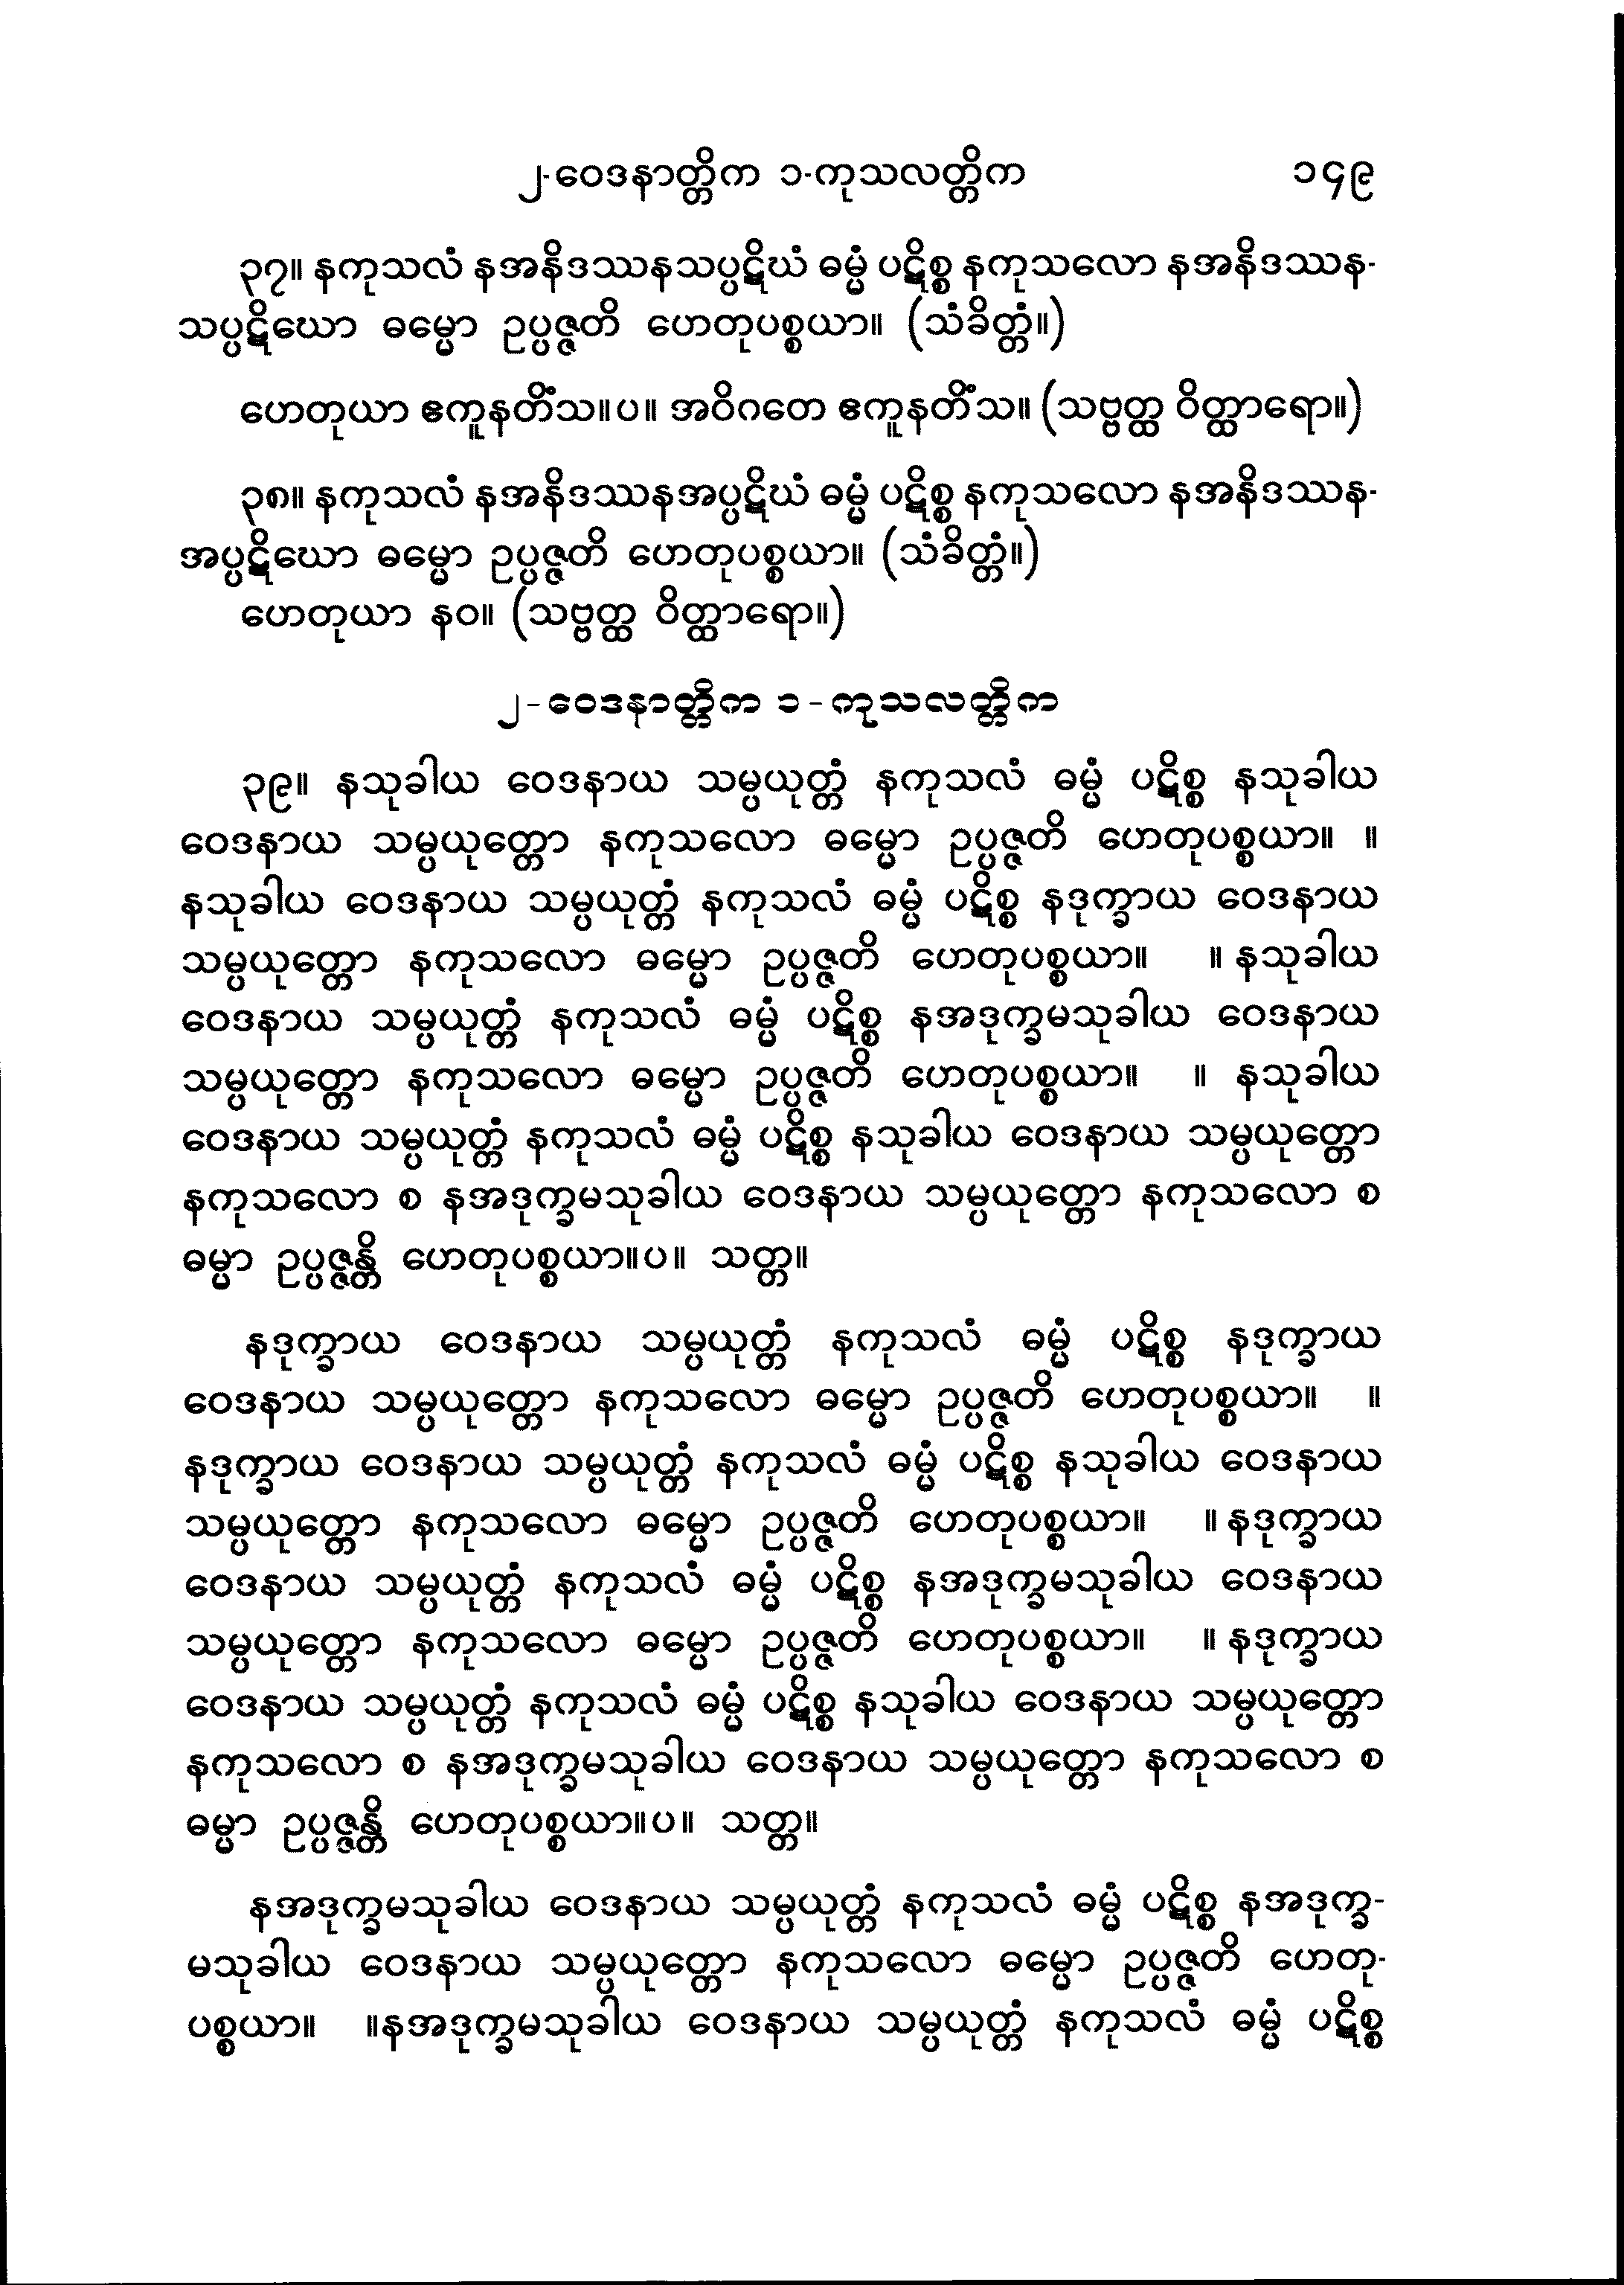 ၂-ဝေဒနာတ္တိက ၁-ကုသလတ္တိက ၁၄၉
၃၇။ နကုသလံ နအနိဒဿနသပ္ပဋိဃံ ဓမ္မံ ပဋိစ္စ နကုသလော နအနိဒဿန-
သပ္ပဋိဃော ဓမ္မော ဥပ္ပဇ္ဇတိ ဟေတုပစ္စယာ။ (သံခိတ္တံ။)
ဟေတုယာ ဧကူနတိံသ။ပ။ အဝိဂတေ ဧကူနတိံသ။ (သဗ္ဗတ္ထ ဝိတ္ထာရော။)
၃၈။ နကုသလံ နအနိဒဿနအပ္ပဋိဃံ ဓမ္မံ ပဋိစ္စ နကုသလော နအနိဒဿန-
အပ္ပဋိဃော ဓမ္မော ဥပ္ပဇ္ဇတိ ဟေတုပစ္စယာ။ (သံခိတ္တံ။)
ဟေတုယာ နဝ။ (သဗ္ဗတ္ထ ဝိတ္ထာရော။)
၂-ဝေဒနာတ္တိက ၁-ကုသလတ္တိက
၃၉။ နသုခါယ ဝေဒနာယ သမ္ပယုတ္တံ နကုသလံ ဓမ္မံ ပဋိစ္စ နသုခါယ
ဝေဒနာယ သမ္ပယုတ္တော နကုသလော ဓမ္မော ဥပ္ပဇ္ဇတိ ဟေတုပစ္စယာ။ ။
နသုခါယ ဝေဒနာယ သမ္ပယုတ္တံ နကုသလံ ဓမ္မံ ပဋိစ္စ နဒုက္ခာယ ဝေဒနာယ
သမ္ပယုတ္တော နကုသလော ဓမ္မော ဥပ္ပဇ္ဇတိ ဟေတုပစ္စယာ။ ။ နသုခါယ
ဝေဒနာယ သမ္ပယုတ္တံ နကုသလံ ဓမ္မံ ပဋိစ္စ နအဒုက္ခမသုခါယ ဝေဒနာယ
သမ္ပယုတ္တော နကုသလော ဓမ္မော ဥပ္ပဇ္ဇတိ ဟေတုပစ္စယာ။ ။ နသုခါယ
ဝေဒနာယ သမ္ပယုတ္တံ နကုသလံ ဓမ္မံ ပဋိစ္စ နသုခါယ ဝေဒနာယ သမ္ပယုတ္တော
နကုသလော စ နအဒုက္ခမသုခါယ ဝေဒနာယ သမ္ပယုတ္တော နကုသလော စ
ဓမ္မာ ဥပ္ပဇ္ဇန္တိ ဟေတုပစ္စယာ။ပ။ သတ္တ။
နဒုက္ခာယ ဝေဒနာယ သမ္ပယုတ္တံ နကုသလံ ဓမ္မံ ပဋိစ္စ နဒုက္ခာယ
ဝေဒနာယ သမ္ပယုတ္တော နကုသလော ဓမ္မော ဥပ္ပဇ္ဇတိ ဟေတုပစ္စယာ။ ။
နဒုက္ခာယ ဝေဒနာယ သမ္ပယုတ္တံ နကုသလံ ဓမ္မံ ပဋိစ္စ နသုခါယ ဝေဒနာယ
သမ္ပယုတ္တော နကုသလော ဓမ္မော ဥပ္ပဇ္ဇတိ ဟေတုပစ္စယာ။ ။ နဒုက္ခာယ
ဝေဒနာယ သမ္ပယုတ္တံ နကုသလံ ဓမ္မံ ပဋိစ္စ နအဒုက္ခမသုခါယ ဝေဒနာယ
သမ္ပယုတ္တော နကုသလော ဓမ္မော ဥပ္ပဇ္ဇတိ ဟေတုပစ္စယာ။ ။ နဒုက္ခာယ
ဝေဒနာယ သမ္ပယုတ္တံ နကုသလံ ဓမ္မံ ပဋိစ္စ နသုခါယ ဝေဒနာယ သမ္ပယုတ္တော
နကုသလော စ နအဒုက္ခမသုခါယ ဝေဒနာယ သမ္ပယုတ္တော နကုသလော စ
ဓမ္မာ ဥပ္ပဇ္ဇန္တိ ဟေတုပစ္စယာ။ပ။ သတ္တ။
နအဒုက္ခမသုခါယ ဝေဒနာယ သမ္ပယုတ္တံ နကုသလံ ဓမ္မံ ပဋိစ္စ နအဒုက္ခ-
မသုခါယ ဝေဒနာယ သမ္ပယုတ္တော နကုသလော ဓမ္မော ဥပ္ပဇ္ဇတိ ဟေတု-
ပစ္စယာ။ ။နအဒုက္ခမသုခါယ ဝေဒနာယ သမ္ပယုတ္တံ နကုသလံ ဓမ္မံ ပဋိစ္စ